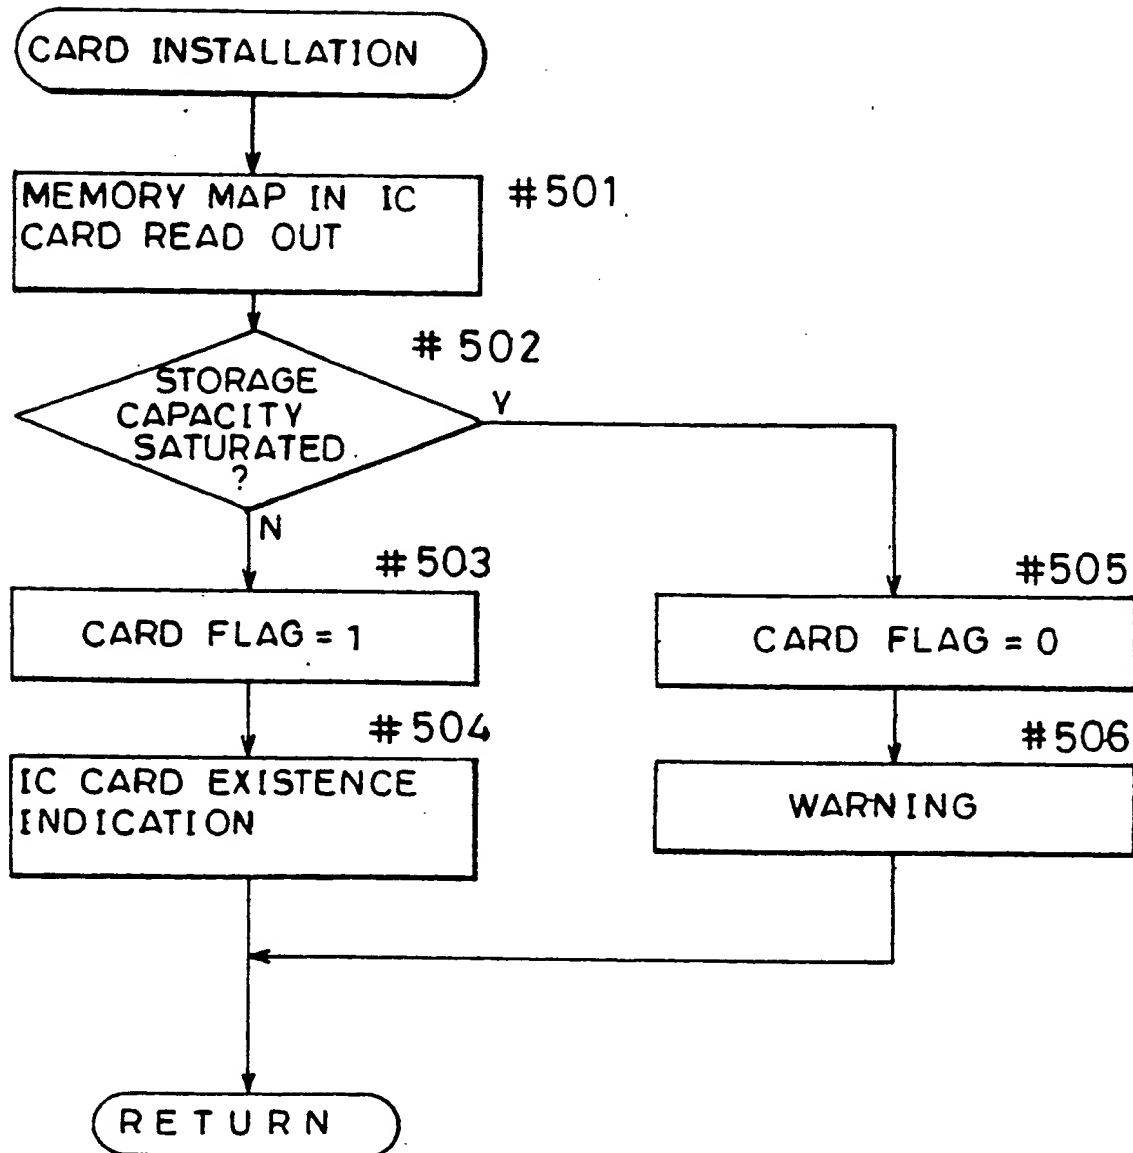 CARD INSTALLATION
MEMORY MAP IN IC
CARD READ OUT
#501
#502
STORAGE
CAPACITY
SATURATED
?
Y
N
#503
CARD FLAG = 1
#505
CARD FLAG = 0
#504
IC CARD EXISTENCE
INDICATION
#506
WARNING
RETURN